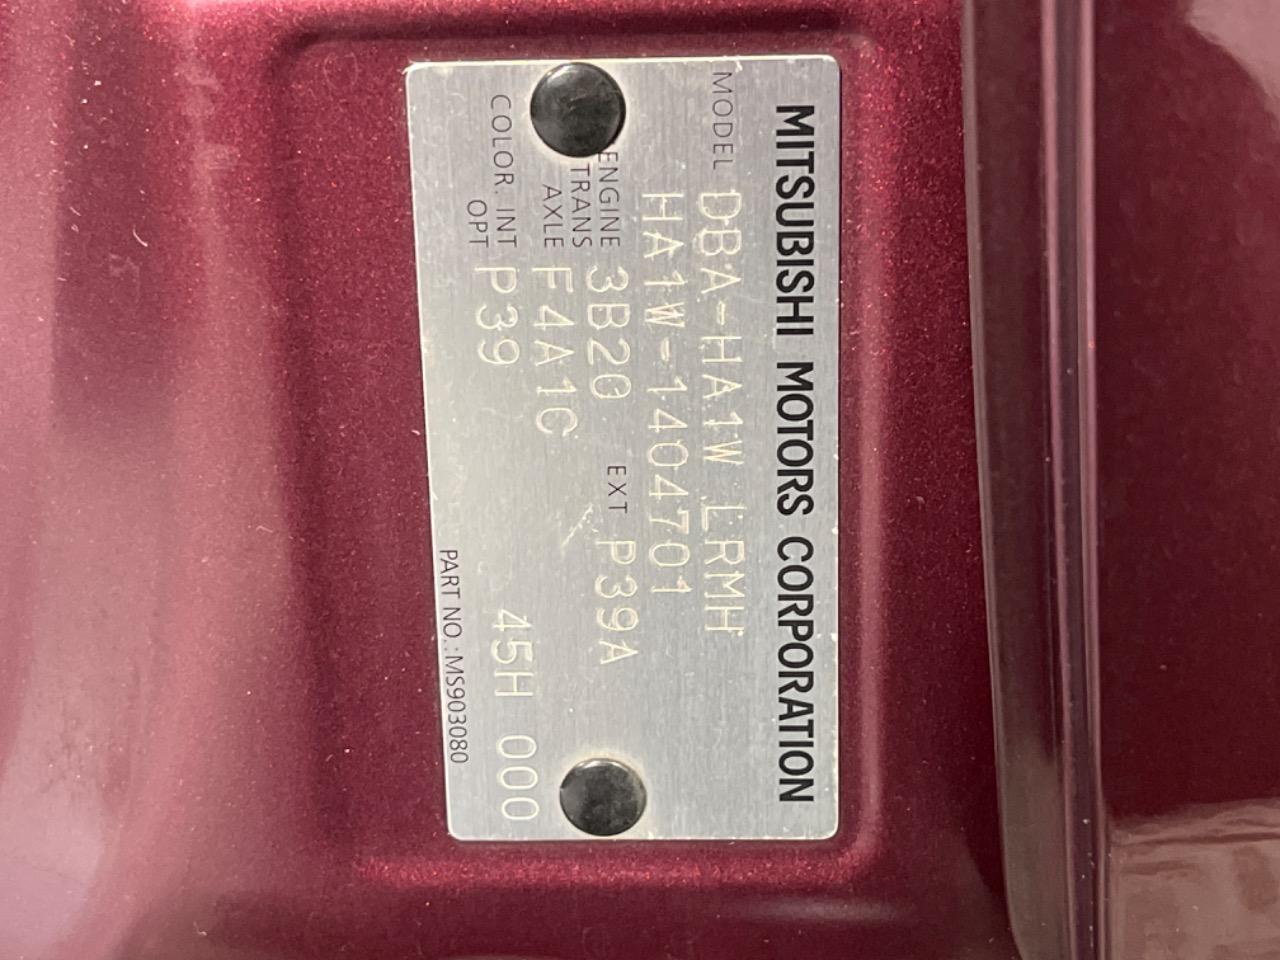 MITSUBISHI MOTORS CORPORATION
MODEL DBA-HA1W LRMH
HA1W-1404701
ENGINE 3B20 EXT P39A
TRANS
AXLE F4A1C
COLOR. INT P39 45H 000
OPT
PART NO.:MS903080